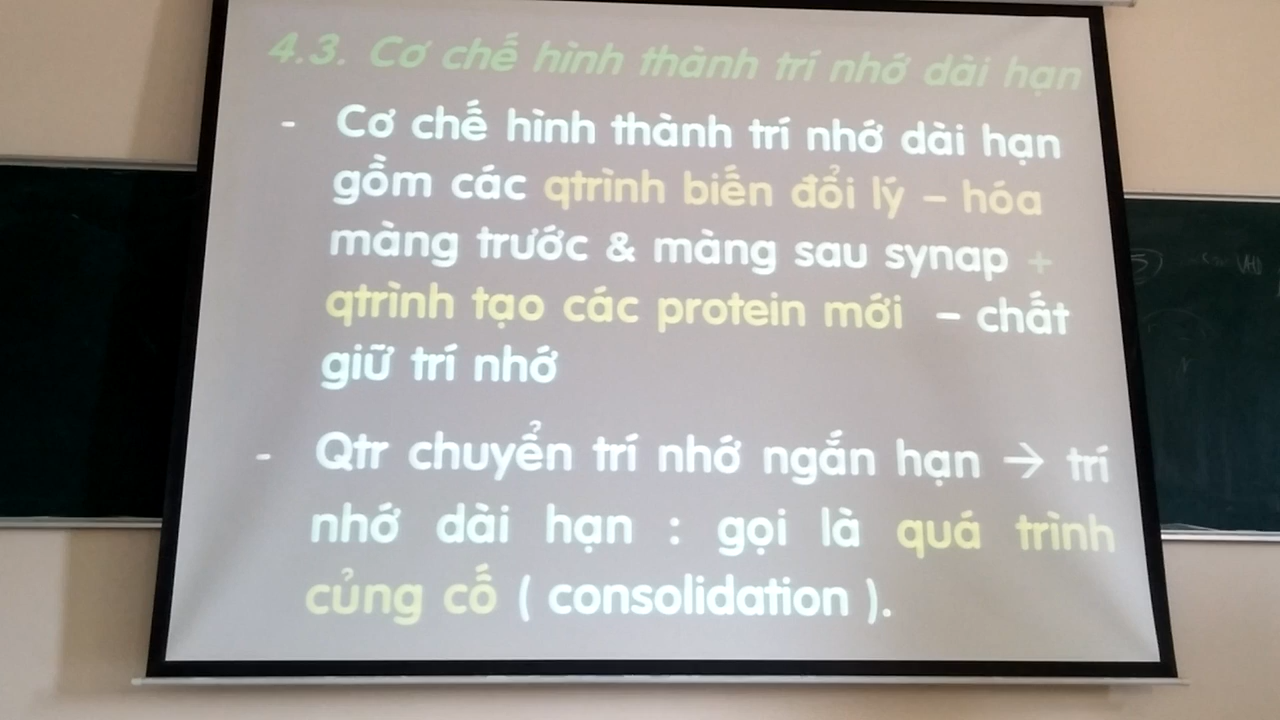 4.3. Cơ chế hình thành trí nhớ dài hạn
- Cơ chế hình thành trí nhớ dài hạn
gồm các qtrình biến đổi lý – hóa
màng trước & màng sau synap +
qtrình tạo các protein mới – chất
giữ trí nhớ
- Qtr chuyển trí nhớ ngắn hạn → trí
nhớ dài hạn : gọi là quá trình
củng cố ( consolidation ).